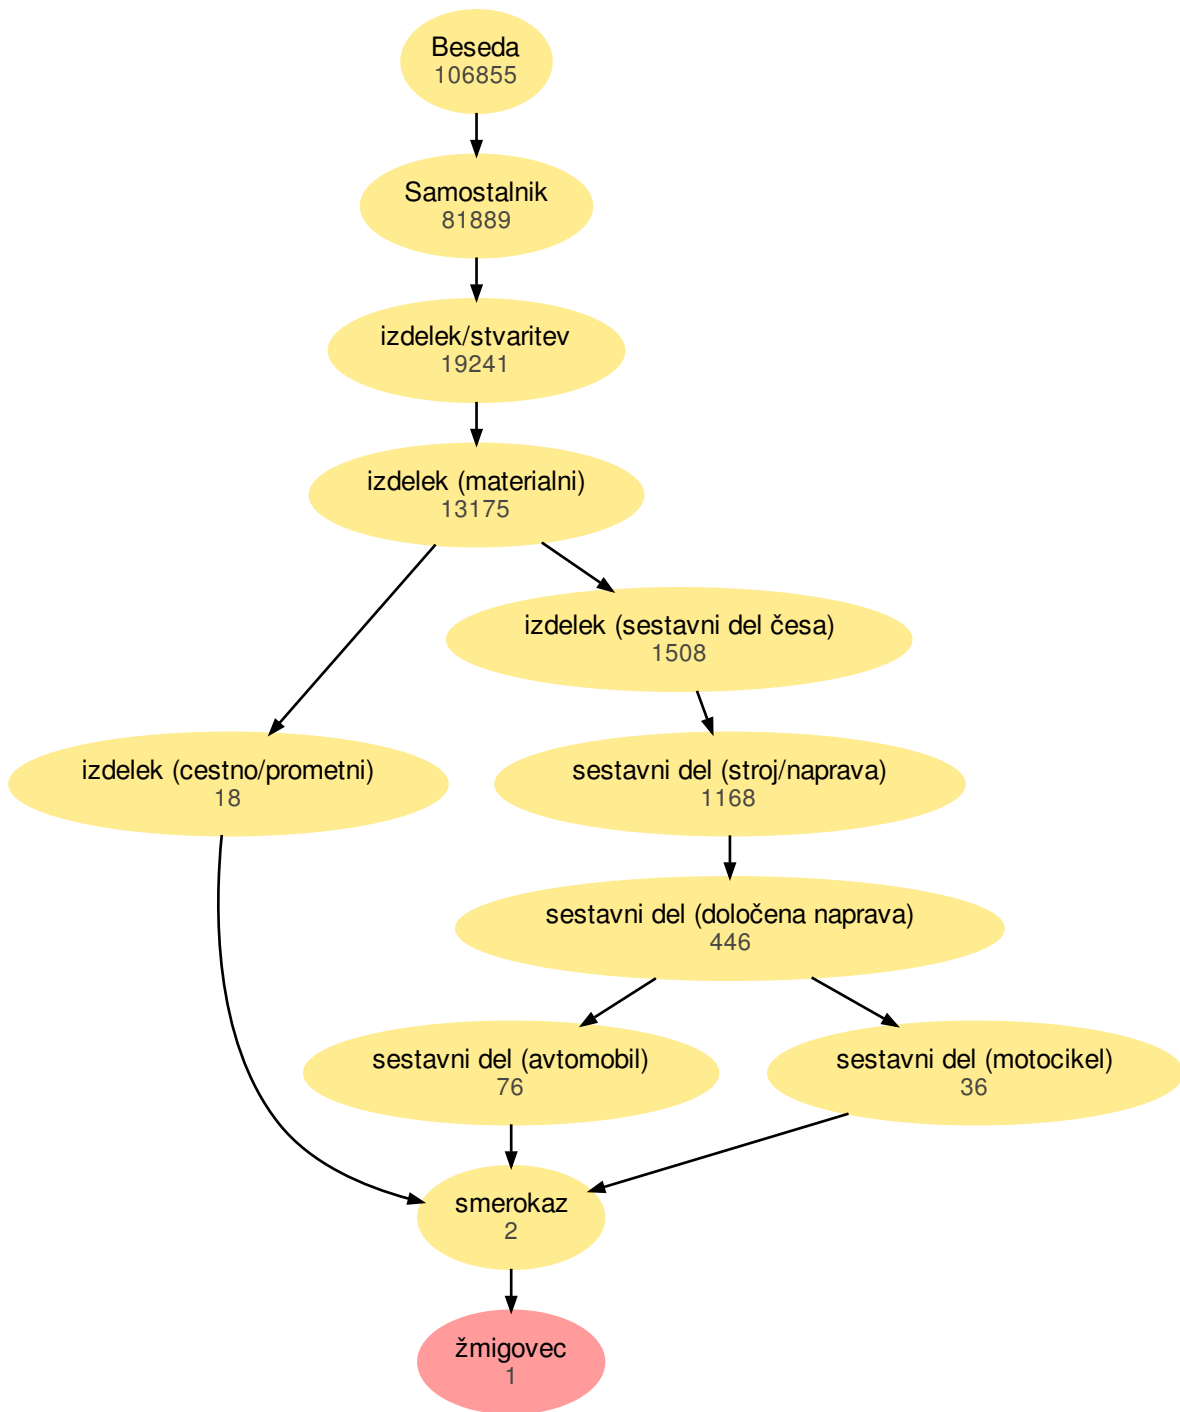 Beseda
106855
Samostalnik
81889
izdelek/stvaritev
19241
izdelek (materialni)
13175
izdelek (sestavni del česa)
1508
izdelek (cestno/prometni)
18
sestavni del (stroj/naprava)
1168
sestavni del (določena naprava)
446
sestavni del (avtomobil)
76
sestavni del (motocikel)
36
smerokaz
2
žmigovec
1